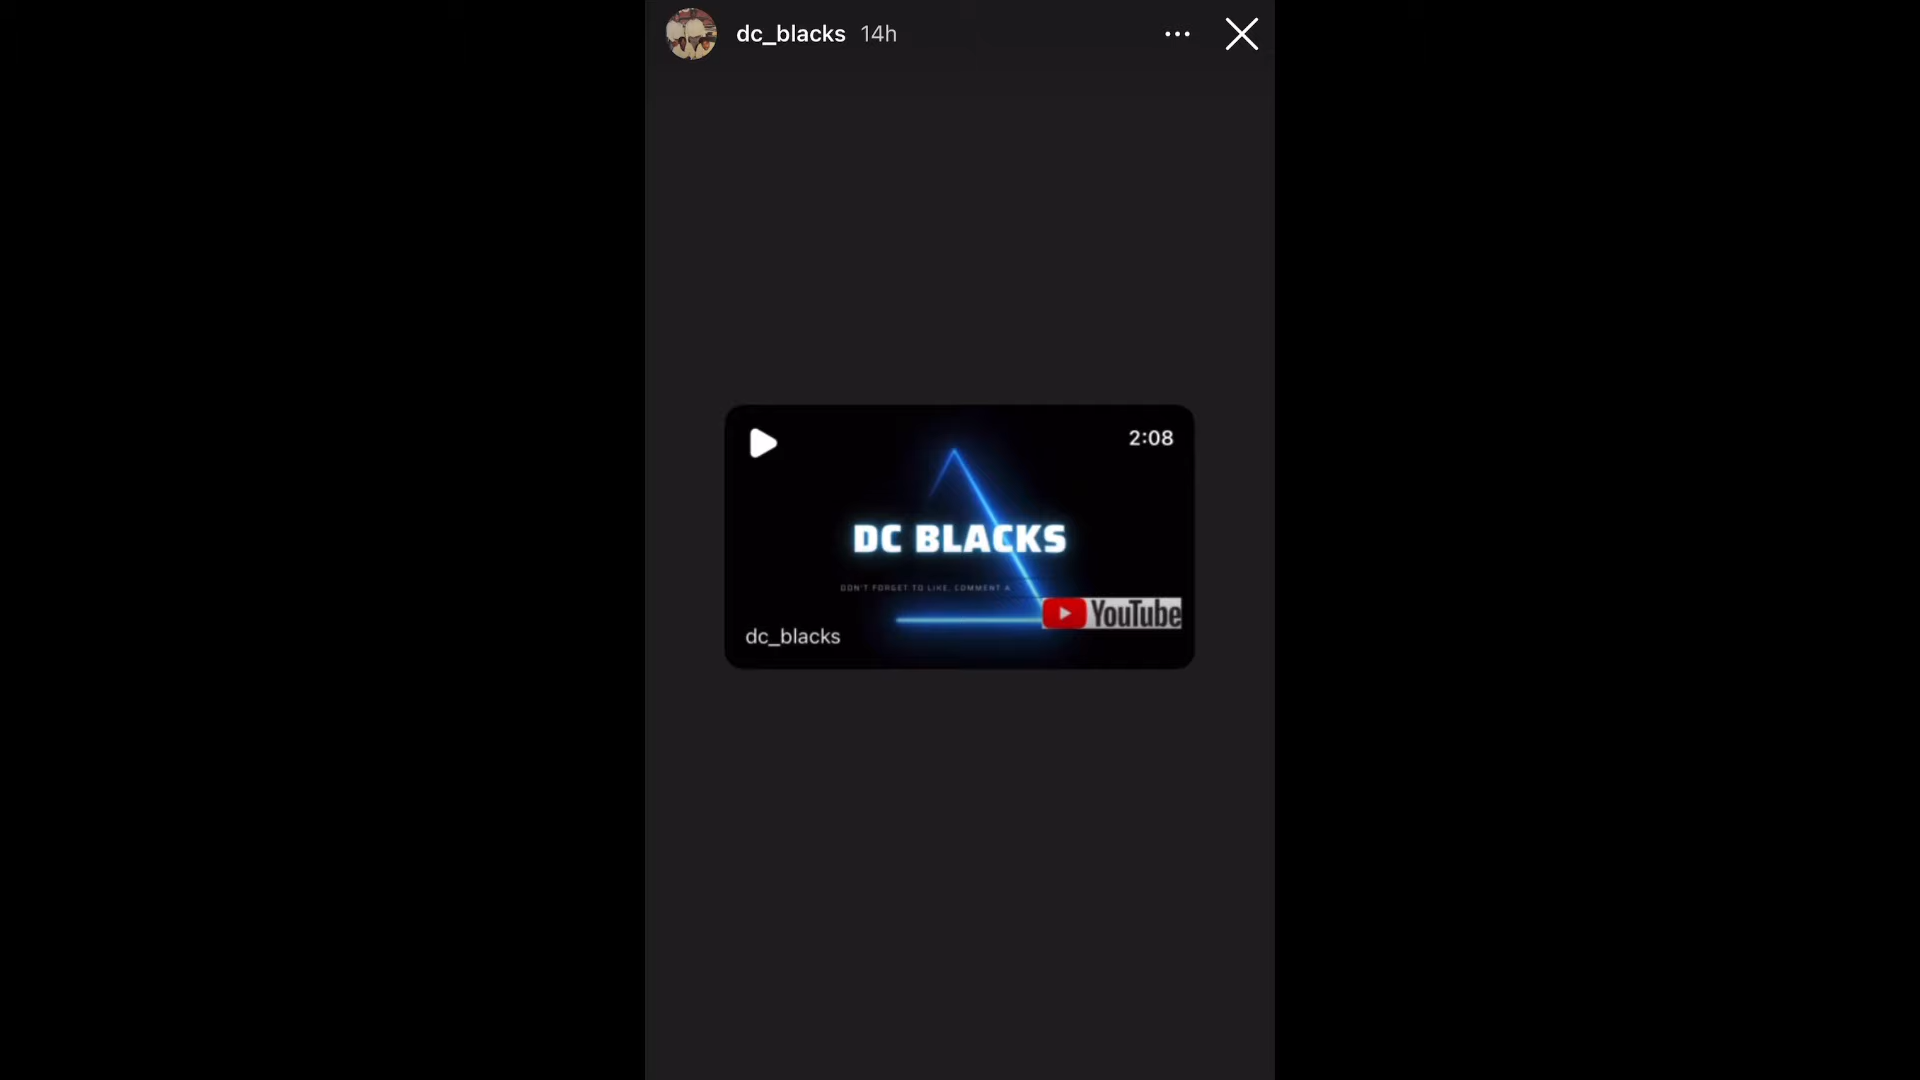 dc_blacks 14h
2:08
DC BLACKS
DON'T FORGET TO LIKE, COMMENT A
YouTube
dc_blacks